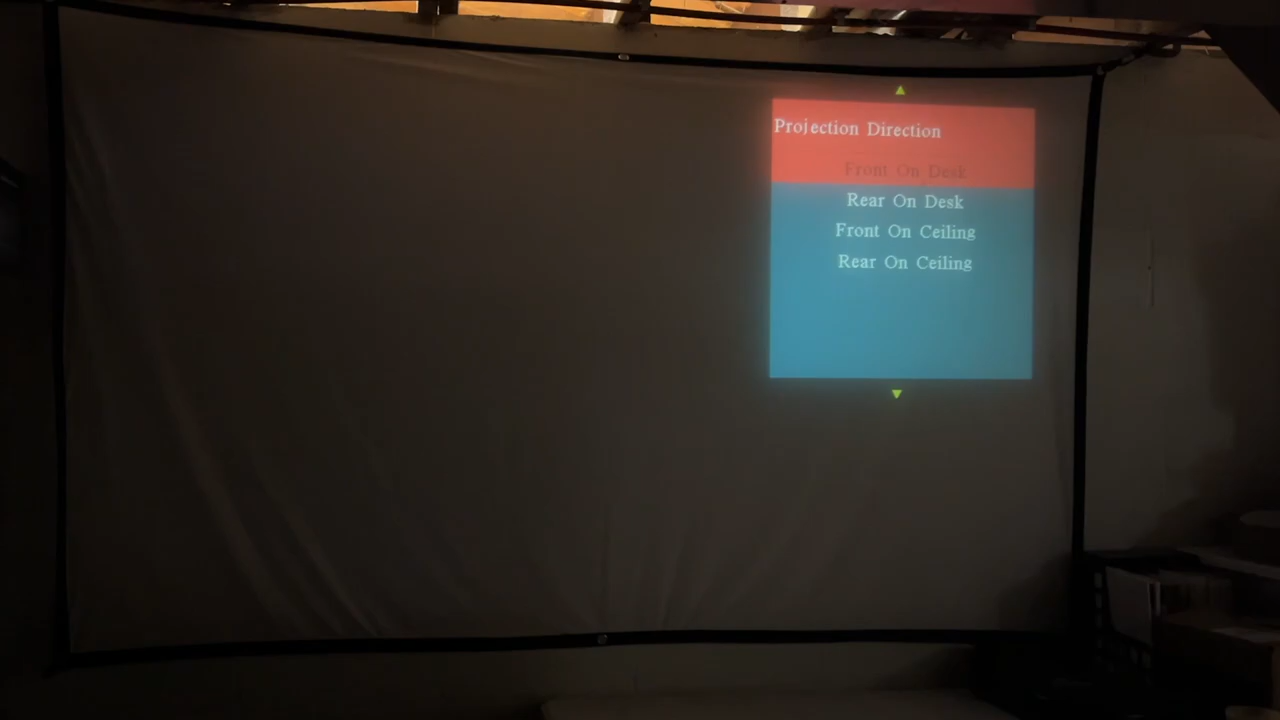 Projection Direction
Front On Desk
Rear On Desk
Front On Ceiling
Rear On Ceiling